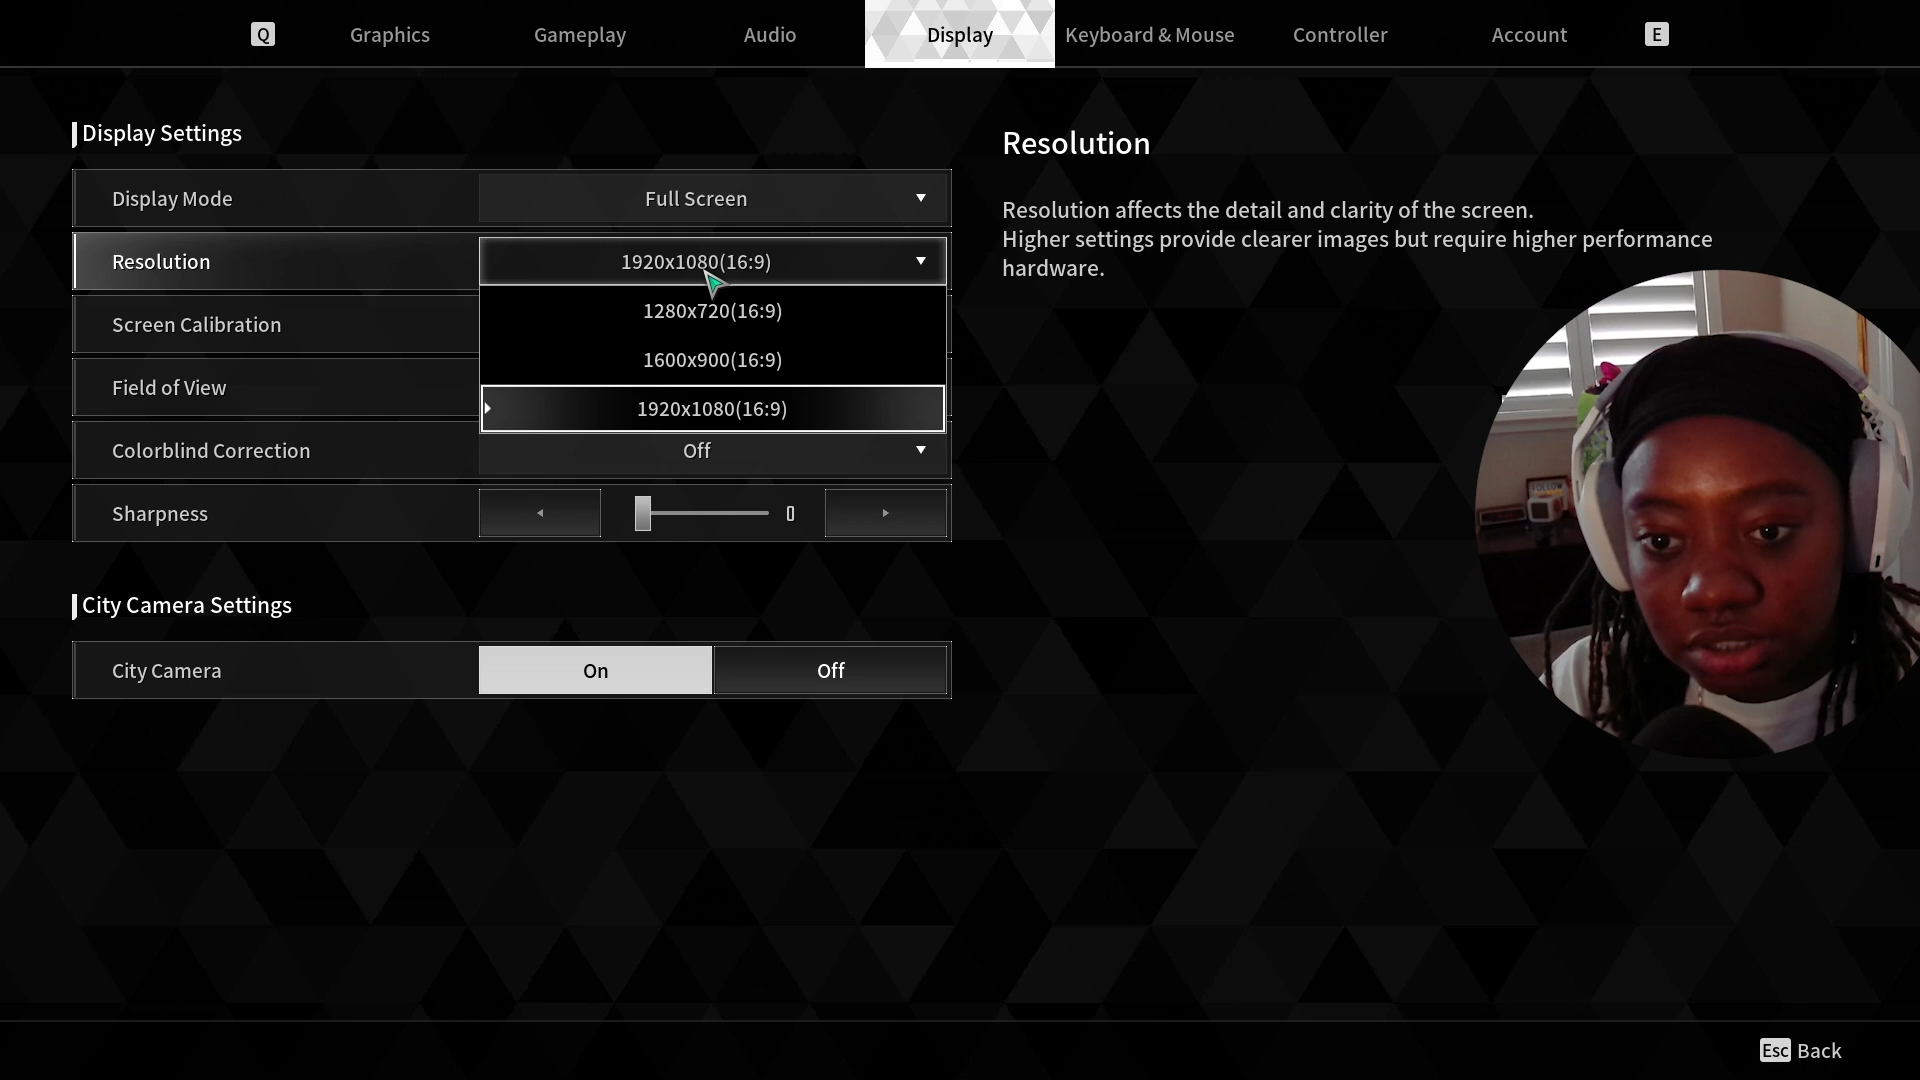 Q Graphics Gameplay Audio Display Keyboard & Mouse Controller Account E
Display Settings
Display Mode Full Screen
Resolution 1920x1080(16:9)
1280x720(16:9)
1600x900(16:9)
1920x1080(16:9)
Screen Calibration
Field of View
Colorblind Correction Off
Sharpness 0
City Camera Settings
City Camera On Off
Resolution
Resolution affects the detail and clarity of the screen.
Higher settings provide clearer images but require higher performance
hardware.
FOLLOW
Esc Back